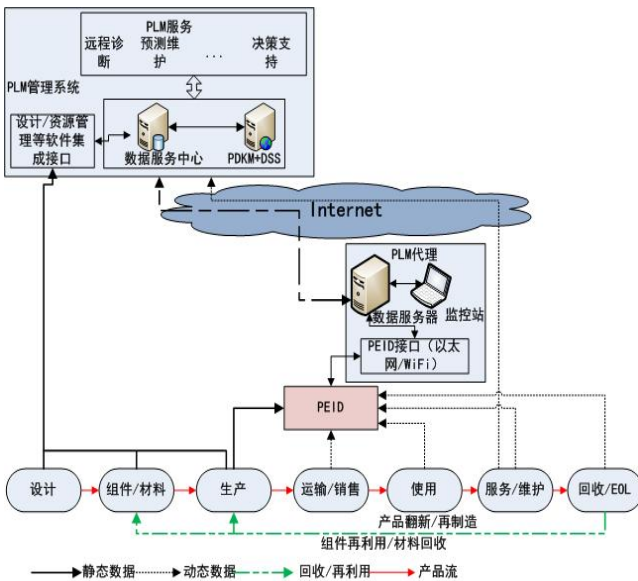 PLM服务
远程诊
断
预测维
护
...
决策支
持
PLM管理系统
设计/资源管
理等软件集
成接口
数据服务中心
PDKM+DSS
Internet
PLM代理
数据服务器
监控站
PEID接口（以太
网/WiFi）
PEID
设计
组件/材料
生产
运输/销售
使用
服务/维护
回收/EOL
产品翻新/再制造
组件再利用/材料回收
静态数据
动态数据
回收/再利用
产品流